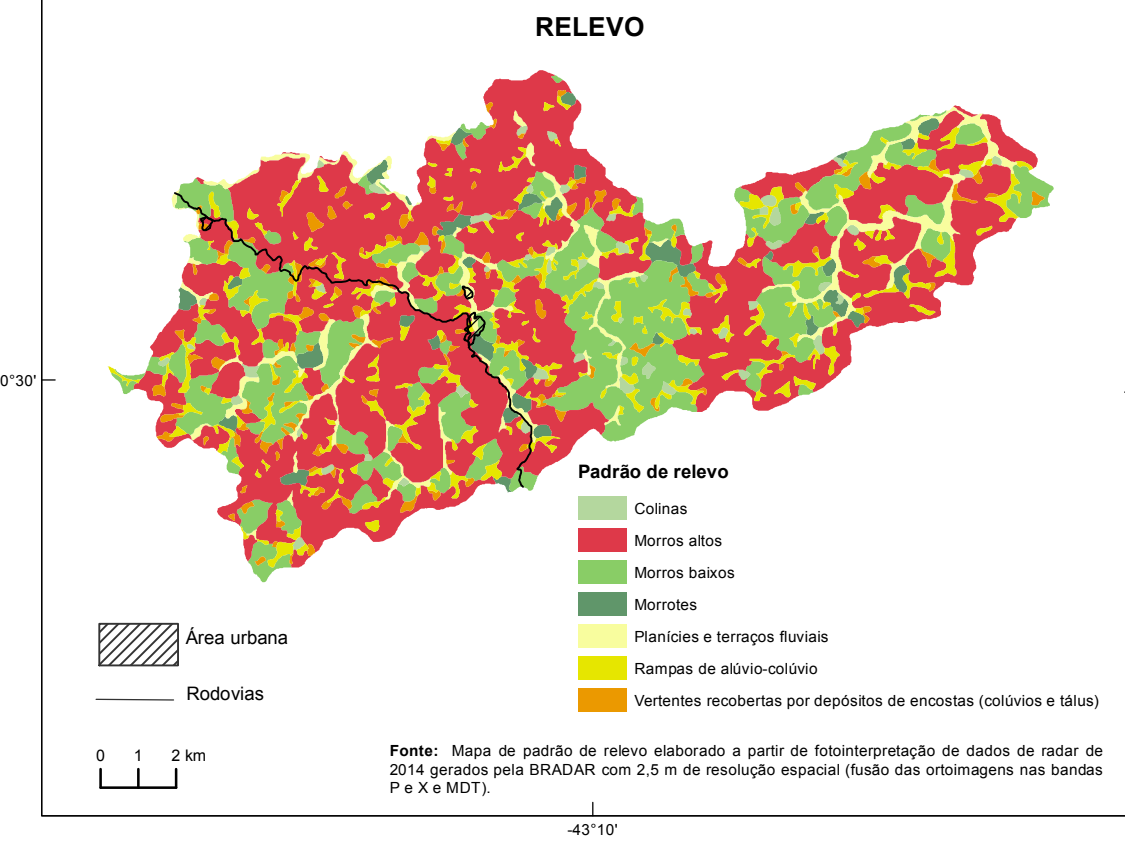 RELEVO
0°30'
Padrão de relevo
Colinas
Morros altos
Morros baixos
Morrotes
Planícies e terraços fluviais
Rampas de alúvio-colúvio
Vertentes recobertas por depósitos de encostas (colúvios e tálus)
Área urbana
Rodovias
0 1 2 km
Fonte: Mapa de padrão de relevo elaborado a partir de fotointerpretação de dados de radar de
2014 gerados pela BRADAR com 2,5 m de resolução espacial (fusão das ortoimagens nas bandas
P e X e MDT).
-43°10'